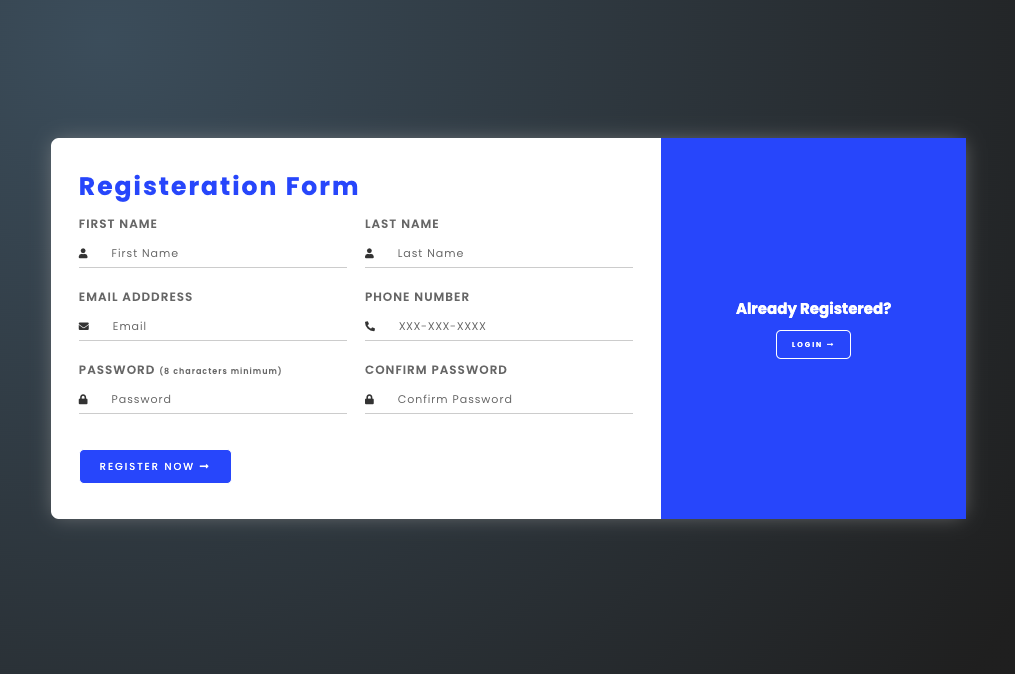 Registeration Form
FIRST NAME
LAST NAME
First Name
Last Name
EMAIL ADDDRESS
PHONE NUMBER
Email
XXX-XXX-XXXX
PASSWORD (8 characters minimum)
CONFIRM PASSWORD
Password
Confirm Password
REGISTER NOW ➞
Already Registered?
LOGIN ➞